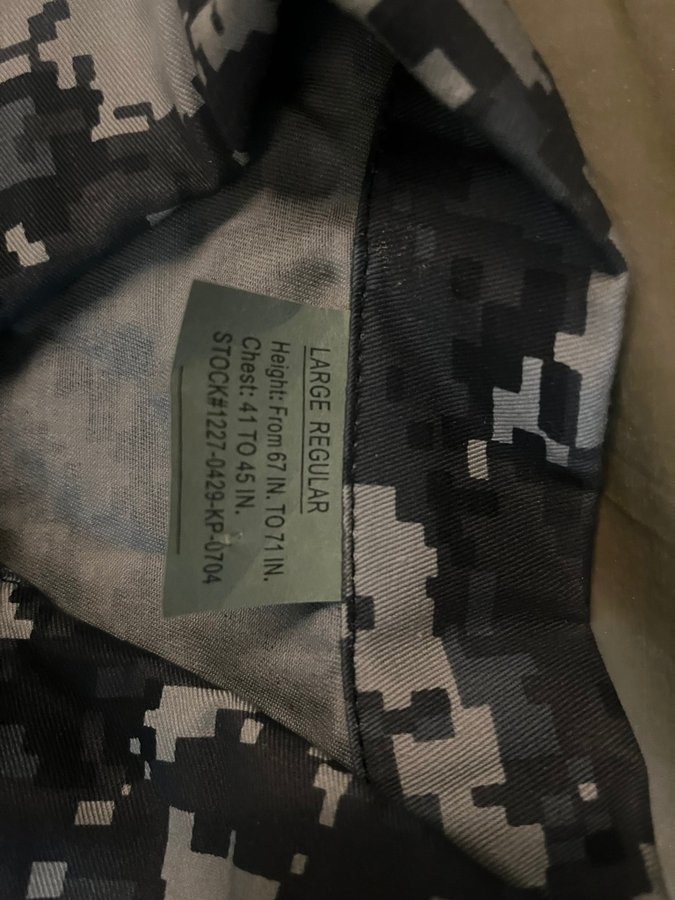 LARGE REGULAR
Height: From 67 IN. TO 71 IN.
Chest: 41 TO 45 IN.
STOCK#1227-0429-KP-0704